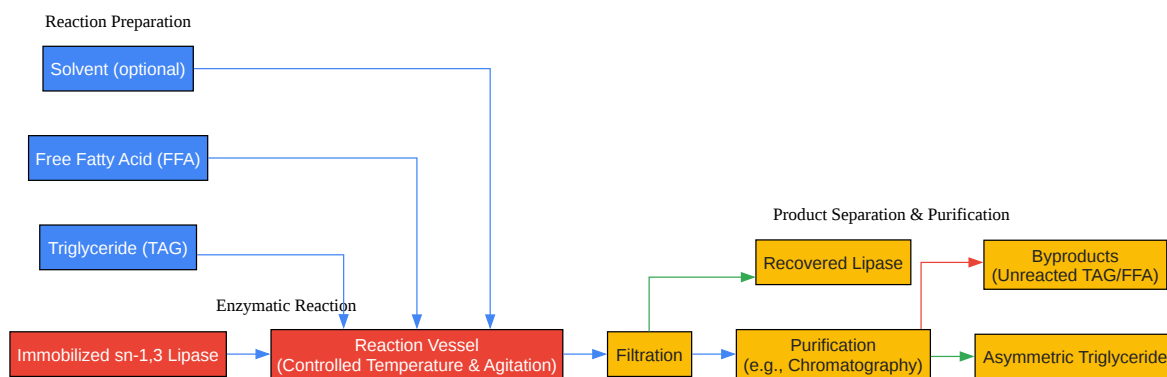 Reaction Preparation
Solvent (optional)
Free Fatty Acid (FFA)
Product Separation & Purification
Triglyceride (TAG)
Recovered Lipase
Byproducts
(Unreacted TAG/FFA)
Enzymatic Reaction
Immobilized sn-1,3 Lipase
Reaction Vessel
(Controlled Temperature & Agitation)
Filtration
Purification
(e.g., Chromatography)
Asymmetric Triglyceride